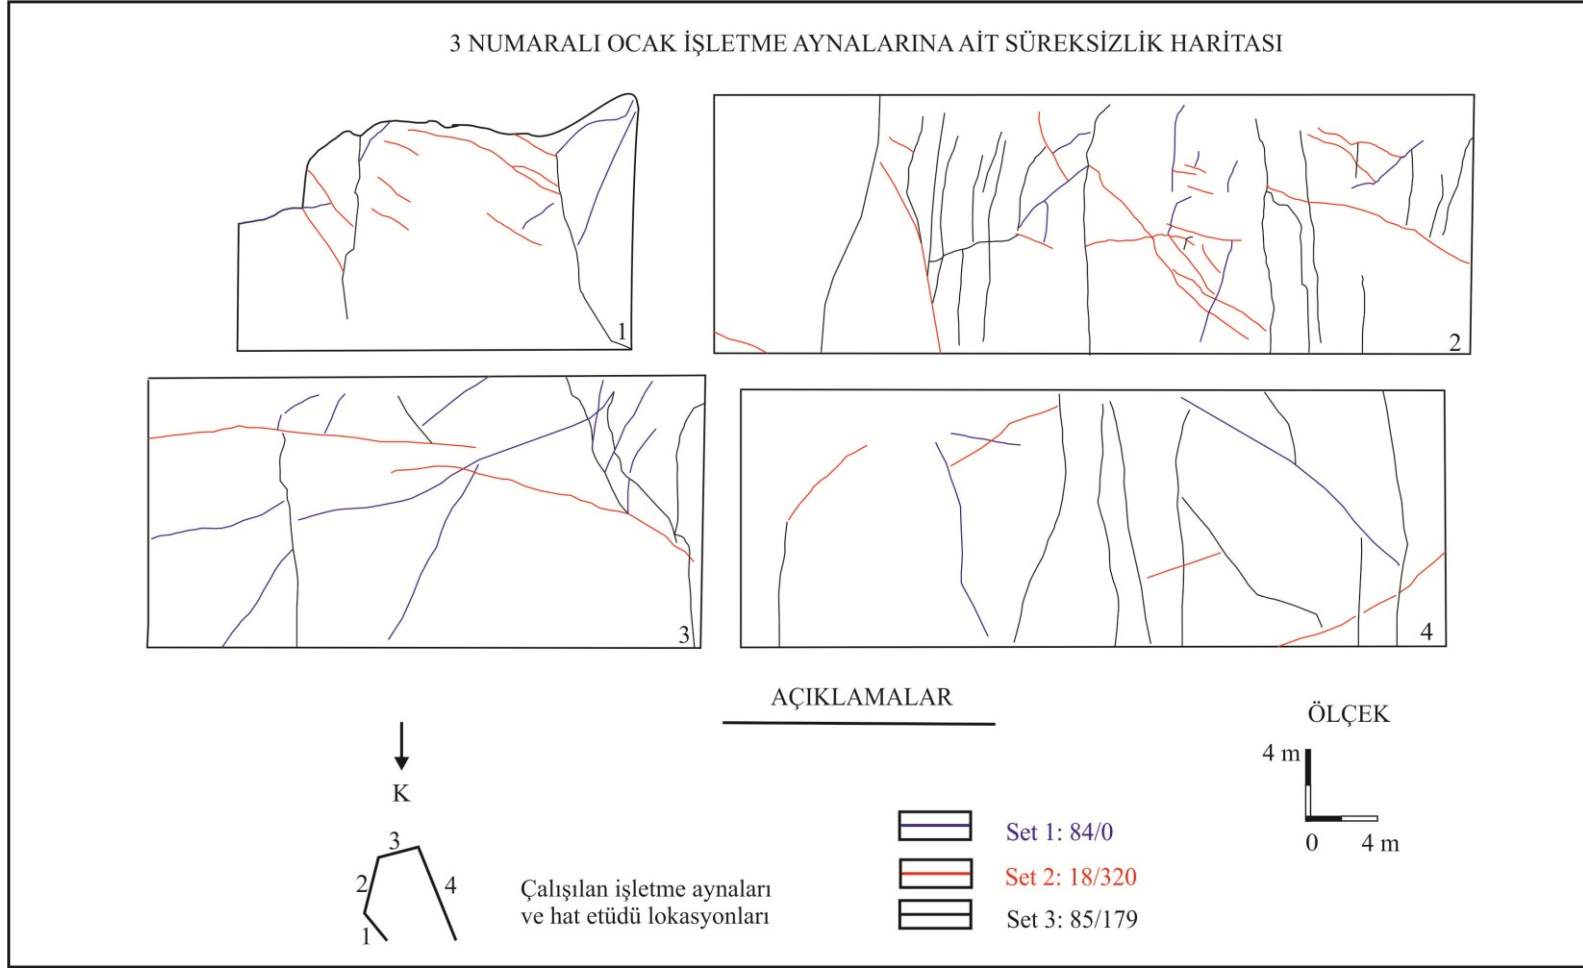 3 NUMARALI OCAK İŞLETME AYNALARINA AİT SÜREKSİZLİK HARİTASI
1
2
3
4
AÇIKLAMALAR
ÖLÇEK
4 m
0 4 m
K
3
2
4
1
Çalışılan işletme aynaları
ve hat etüdü lokasyonları
Set 1: 84/0
Set 2: 18/320
Set 3: 85/179